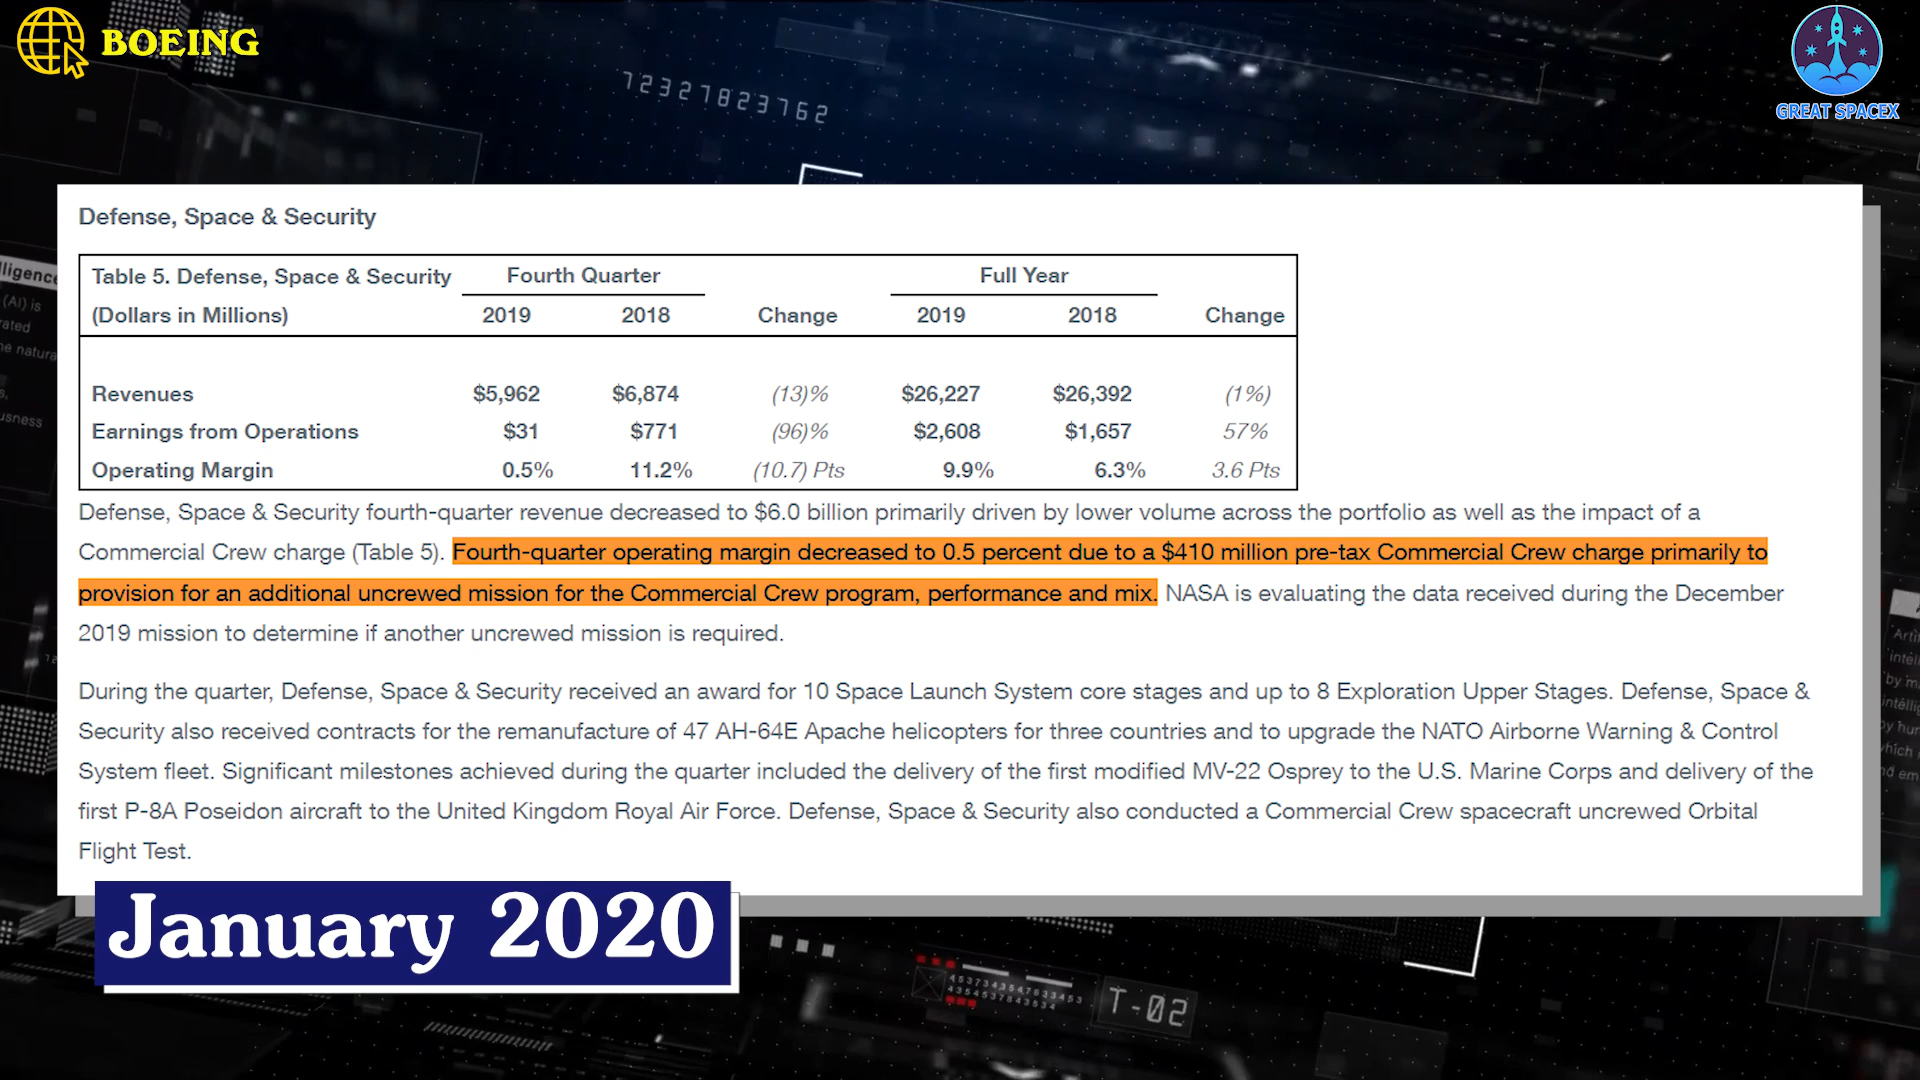 BOEING
GREAT SPACEX
72327823762
Defense, Space & Security
Table 5. Defense, Space & Security Fourth Quarter Full Year
(Dollars in Millions) 2019 2018 Change 2019 2018 Change
Revenues $5,962 $6,874 (13)% $26,227 $26,392 (1%)
Earnings from Operations $31 $771 (96)% $2,608 $1,657 57%
Operating Margin 0.5% 11.2% (10.7) Pts 9.9% 6.3% 3.6 Pts
Defense, Space & Security fourth-quarter revenue decreased to $6.0 billion primarily driven by lower volume across the portfolio as well as the impact of a
Commercial Crew charge (Table 5). Fourth-quarter operating margin decreased to 0.5 percent due to a $410 million pre-tax Commercial Crew charge primarily to
provision for an additional uncrewed mission for the Commercial Crew program, performance and mix. NASA is evaluating the data received during the December
2019 mission to determine if another uncrewed mission is required.
During the quarter, Defense, Space & Security received an award for 10 Space Launch System core stages and up to 8 Exploration Upper Stages. Defense, Space &
Security also received contracts for the remanufacture of 47 AH-64E Apache helicopters for three countries and to upgrade the NATO Airborne Warning & Control
System fleet. Significant milestones achieved during the quarter included the delivery of the first modified MV-22 Osprey to the U.S. Marine Corps and delivery of the
first P-8A Poseidon aircraft to the United Kingdom Royal Air Force. Defense, Space & Security also conducted a Commercial Crew spacecraft uncrewed Orbital
Flight Test.
January 2020
T-02